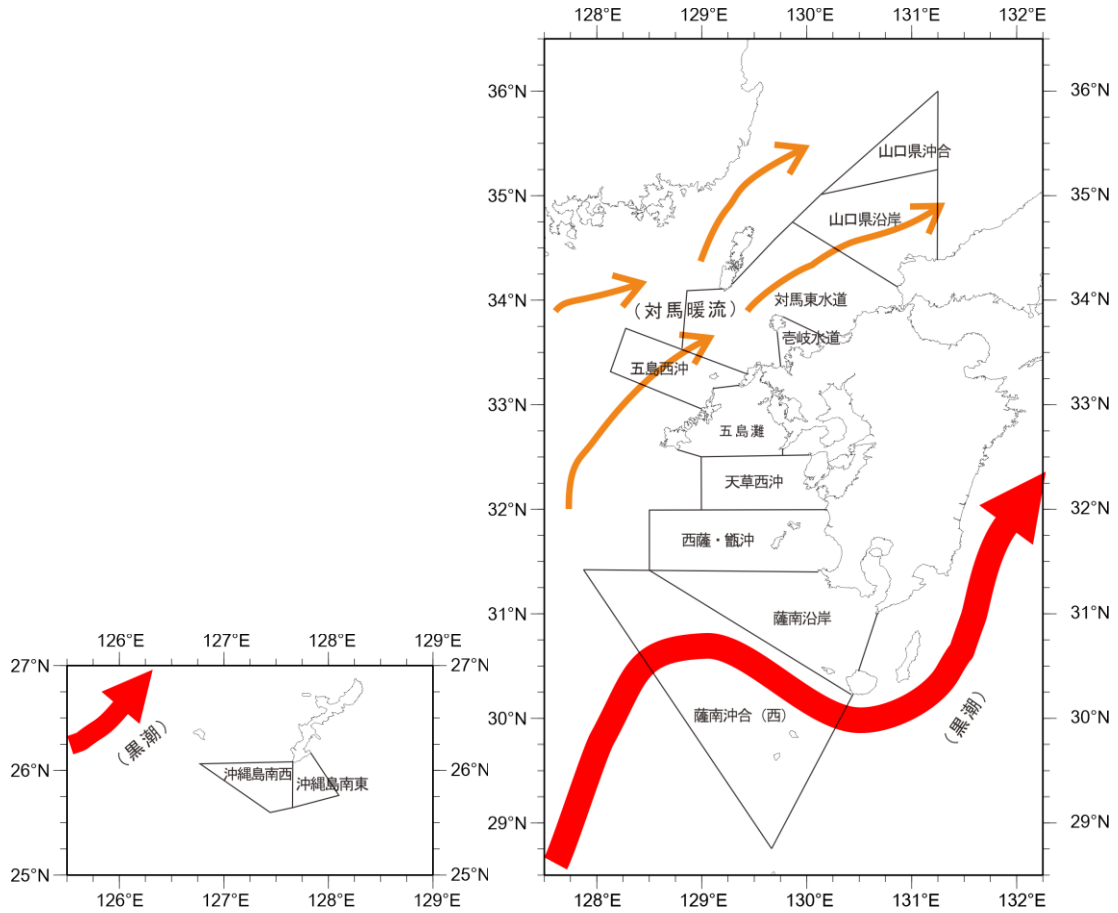 128°E 129°E 130°E 131°E 132°E
36°N 36°N
山口県沖合
35°N 35°N
山口県沿岸
34°N 34°N
対馬東水道
(対馬暖流)
壱岐水道
五島西沖
33°N 33°N
五島灘
天草西沖
32°N 32°N
西薩・甑沖
31°N 31°N
薩南沿岸
薩南沖合(西)
(黒潮)
30°N 30°N
29°N 29°N
128°E 129°E 130°E 131°E 132°E
126°E 127°E 128°E 129°E
27°N 27°N
(黒潮)
26°N 26°N
沖縄島南西
沖縄島南東
25°N 25°N
126°E 127°E 128°E 129°E